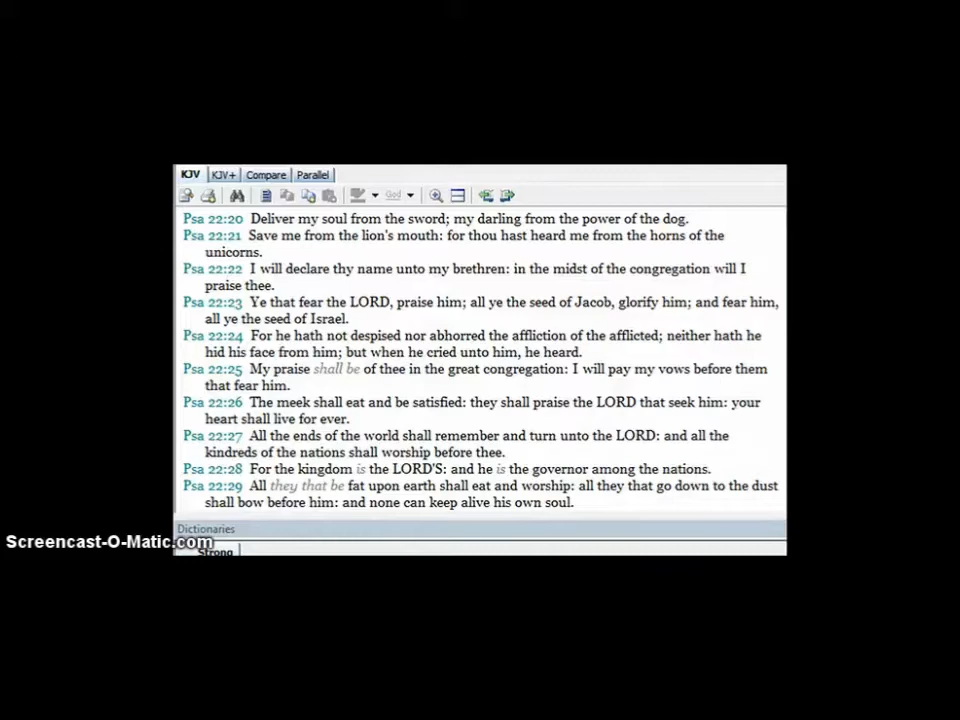 KJV KJV+ Compare Parallel
God
Psa 22:20 Deliver my soul from the sword; my darling from the power of the dog.
Psa 22:21 Save me from the lion's mouth: for thou hast heard me from the horns of the
unicorns.
Psa 22:22 I will declare thy name unto my brethren: in the midst of the congregation will I
praise thee.
Psa 22:23 Ye that fear the LORD, praise him; all ye the seed of Jacob, glorify him; and fear him,
all ye the seed of Israel.
Psa 22:24 For he hath not despised nor abhorred the affliction of the afflicted; neither hath he
hid his face from him; but when he cried unto him, he heard.
Psa 22:25 My praise shall be of thee in the great congregation: I will pay my vows before them
that fear him.
Psa 22:26 The meek shall eat and be satisfied: they shall praise the LORD that seek him: your
heart shall live for ever.
Psa 22:27 All the ends of the world shall remember and turn unto the LORD: and all the
kindreds of the nations shall worship before thee.
Psa 22:28 For the kingdom is the LORD'S: and he is the governor among the nations.
Psa 22:29 All they that be fat upon earth shall eat and worship: all they that go down to the dust
shall bow before him: and none can keep alive his own soul.
Dictionaries
Screencast-O-Matic.com
Strong